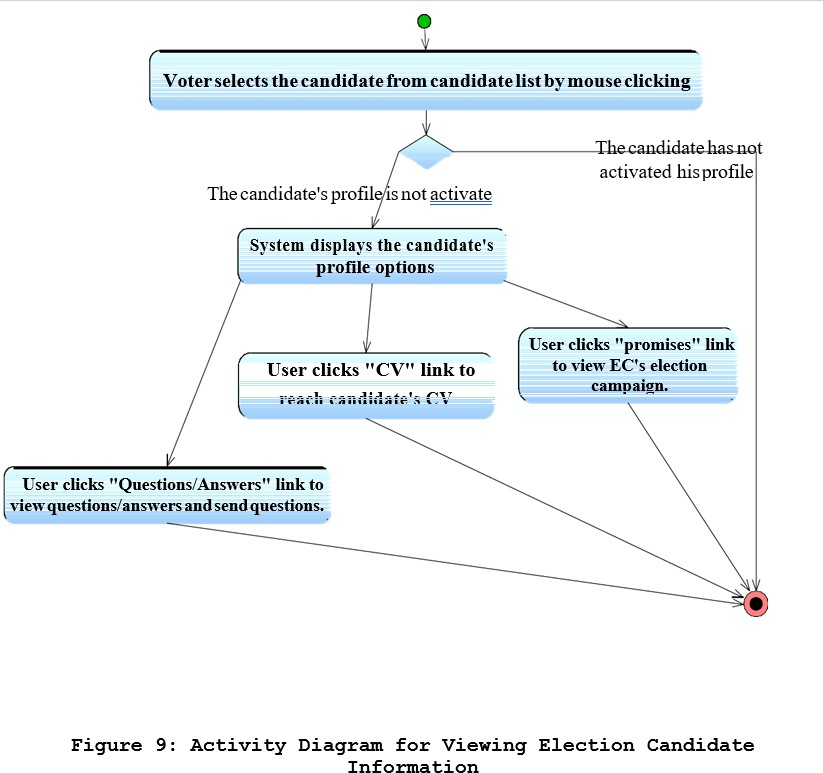 Voter selects the candidate from candidate list by mouse clicking
The candidate has not
activated his profile
The candidate's profile is not activate
System displays the candidate's
profile options
User clicks "promises" link
to view EC's election
campaign.
User clicks "CV" link to
reach candidate's CV
User clicks "Questions/Answers" link to
view questions/answers and send questions.
Figure 9: Activity Diagram for Viewing Election Candidate
Information